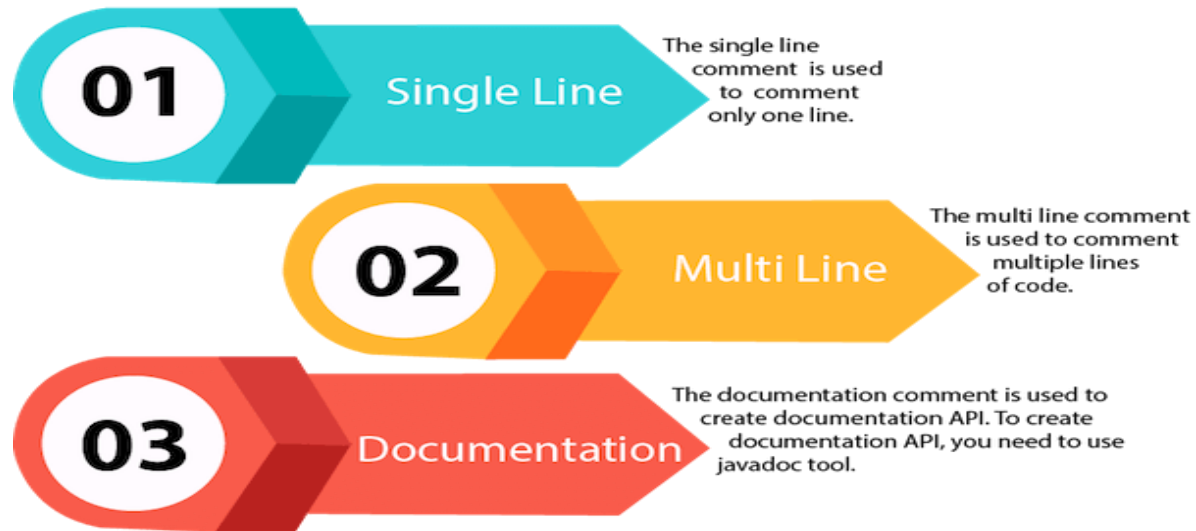 01
Single Line
The single line
comment is used
to comment
only one line.
02
Multi Line
The multi line comment
is used to comment
multiple lines
of code.
03
Documentation
The documentation comment is used to
create documentation API. To create
documentation API, you need to use
javadoc tool.